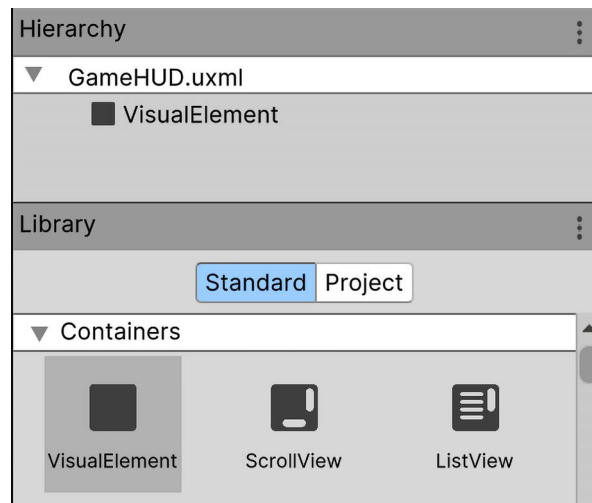 Hierarchy
GameHUD.uxml
VisualElement
Library
Standard Project
Containers
VisualElement ScrollView ListView